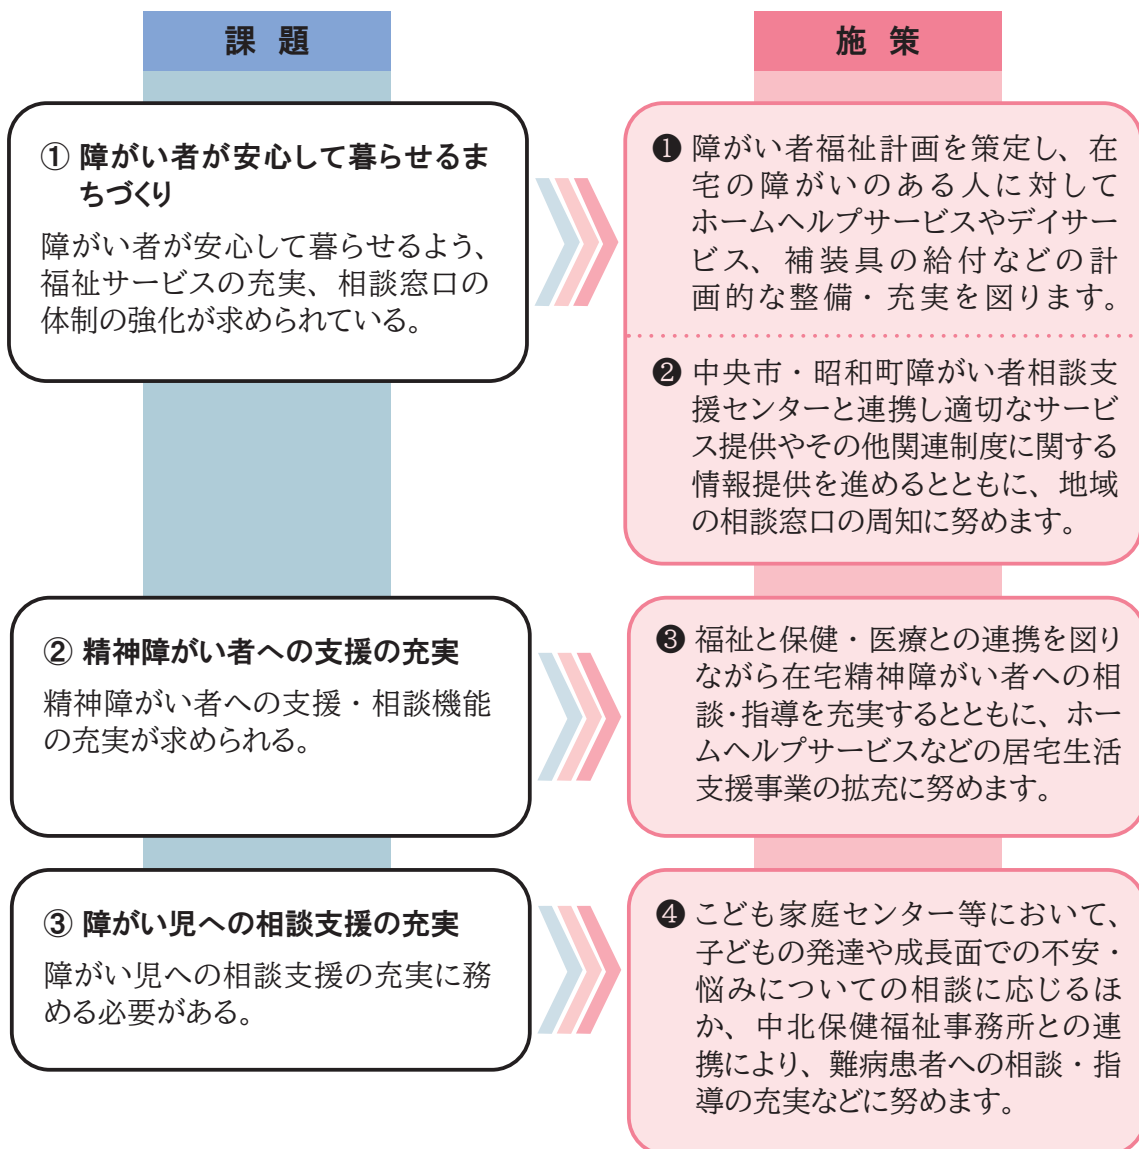 課題
施策
① 障がい者が安心して暮らせるま
ちづくり
障がい者が安心して暮らせるよう、
福祉サービスの充実、相談窓口の
体制の強化が求められている。
❶ 障がい者福祉計画を策定し、在
宅の障がいのある人に対して
ホームヘルプサービスやデイサー
ビス、補装具の給付などの計
画的な整備・充実を図ります。
❷ 中央市・昭和町障がい者相談支
援センターと連携し適切なサービ
ス提供やその他関連制度に関する
情報提供を進めるとともに、地域
の相談窓口の周知に努めます。
② 精神障がい者への支援の充実
精神障がい者への支援・相談機能
の充実が求められる。
❸ 福祉と保健・医療との連携を図り
ながら在宅精神障がい者への相
談・指導を充実するとともに、ホー
ムヘルプサービスなどの居宅生活
支援事業の拡充に努めます。
③ 障がい児への相談支援の充実
障がい児への相談支援の充実に務
める必要がある。
❹ こども家庭センター等において、
子どもの発達や成長面での不安・
悩みについての相談に応じるほ
か、中北保健福祉事務所との連
携により、難病患者への相談・指
導の充実などに努めます。